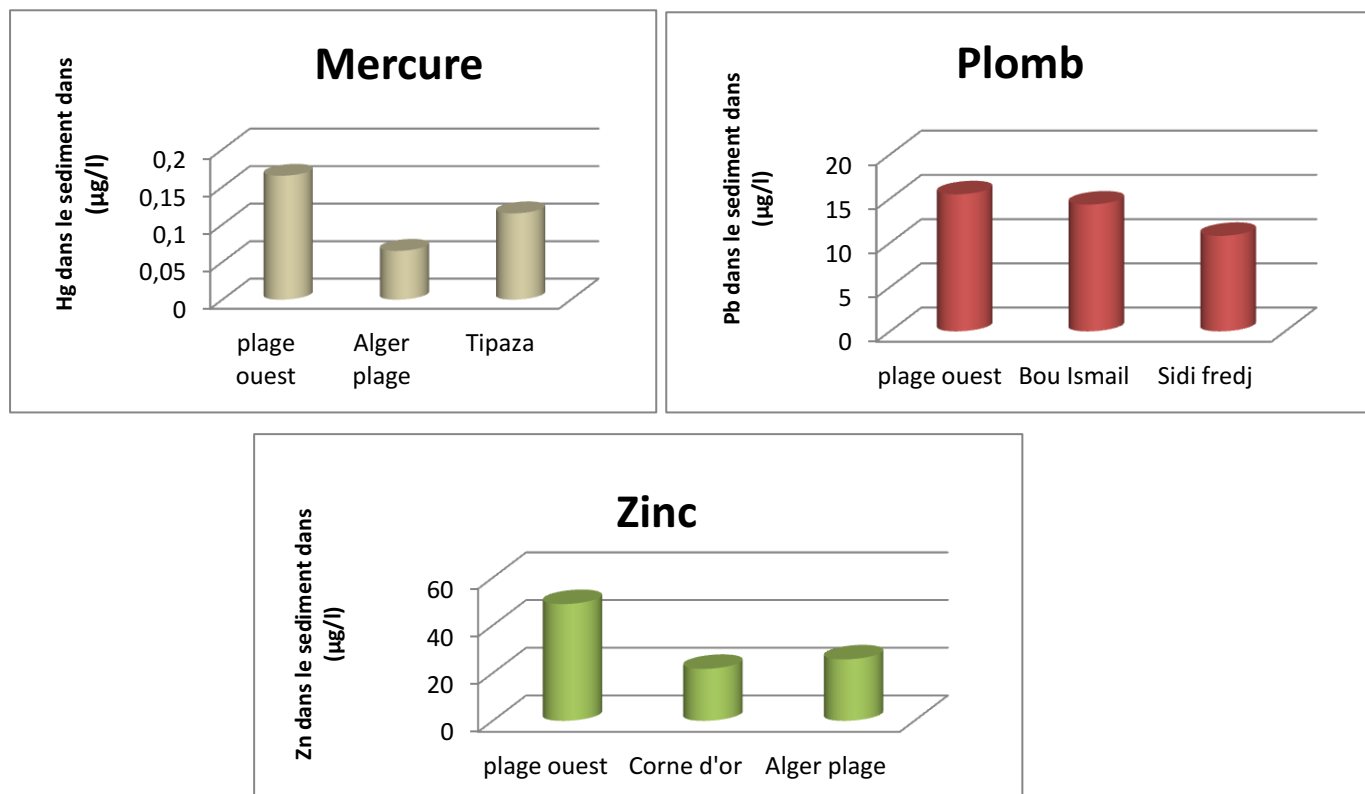 Mercure
Hg dans le sediment dans
(µg/l)
0,2
0,15
0,1
0,05
0
plage
ouest
Alger
plage
Tipaza
Plomb
Pb dans le sediment dans
(µg/l)
20
15
10
5
0
plage ouest
Bou Ismail
Sidi fredj
Zinc
Zn dans le sediment dans
(µg/l)
60
40
20
0
plage ouest
Corne d'or
Alger plage